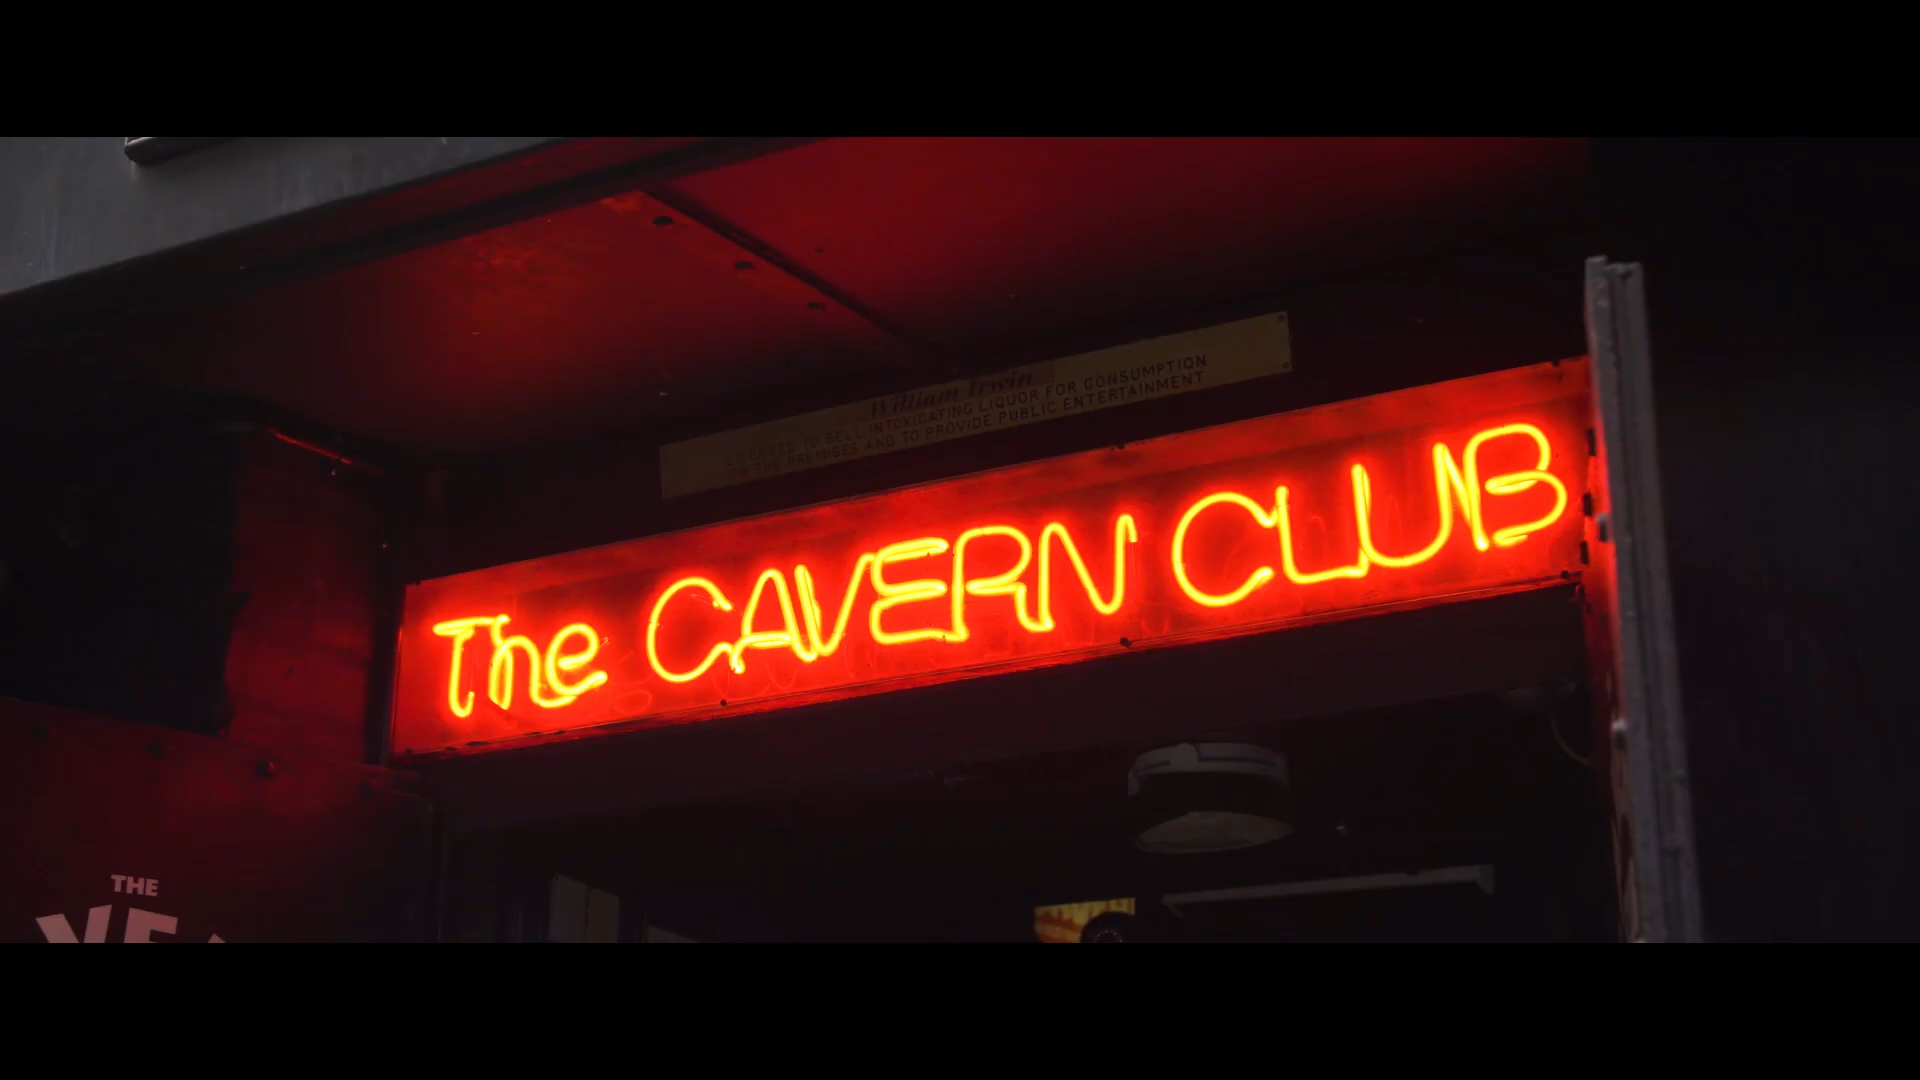 William Irwin
LICENSED TO SELL INTOXICATING LIQUOR FOR CONSUMPTION
ON THE PREMISES AND TO PROVIDE PUBLIC ENTERTAINMENT
The CAVERN CLUB
THE